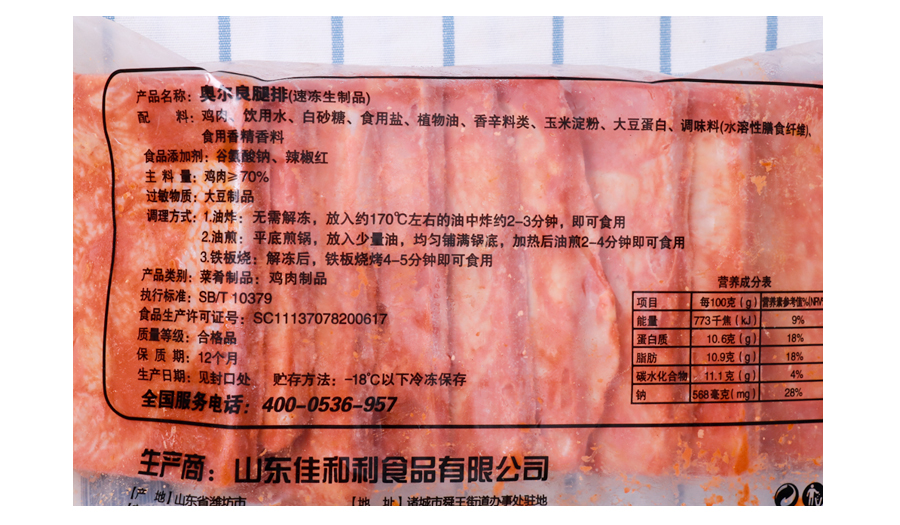 产品名称：奥尔良腿排(速冻生制品)
配 料：鸡肉、饮用水、白砂糖、食用盐、植物油、香辛料类、玉米淀粉、大豆蛋白、调味料(水溶性膳食纤维)、
食用香精香料
食品添加剂：谷氨酸钠、辣椒红
主 料 量：鸡肉≥70%
过敏物质：大豆制品
调理方式：1.油炸：无需解冻，放入约170℃左右的油中炸约2-3分钟，即可食用
2.油煎：平底煎锅，放入少量油，均匀铺满锅底，加热后油煎2-4分钟即可食用
3.铁板烧：解冻后，铁板烧烤4-5分钟即可食用
产品类别：菜肴制品：鸡肉制品
执行标准：SB/T 10379
食品生产许可证号：SC11137078200617
质量等级：合格品
保 质 期：12个月
生产日期：见封口处 贮存方法：-18℃以下冷冻保存
全国服务电话：400-0536-957
营养成分表
项目 每100克(g) 营养素参考值%(NRV
能量 773千焦(kJ) 9%
蛋白质 10.6克(g) 18%
脂肪 10.9克(g) 18%
碳水化合物 11.1克(g) 4%
钠 568毫克(mg) 28%
生产商：山东佳和利食品有限公司
【产 地】山东省潍坊市 【地 址】诸城市舜王街道办事处驻地